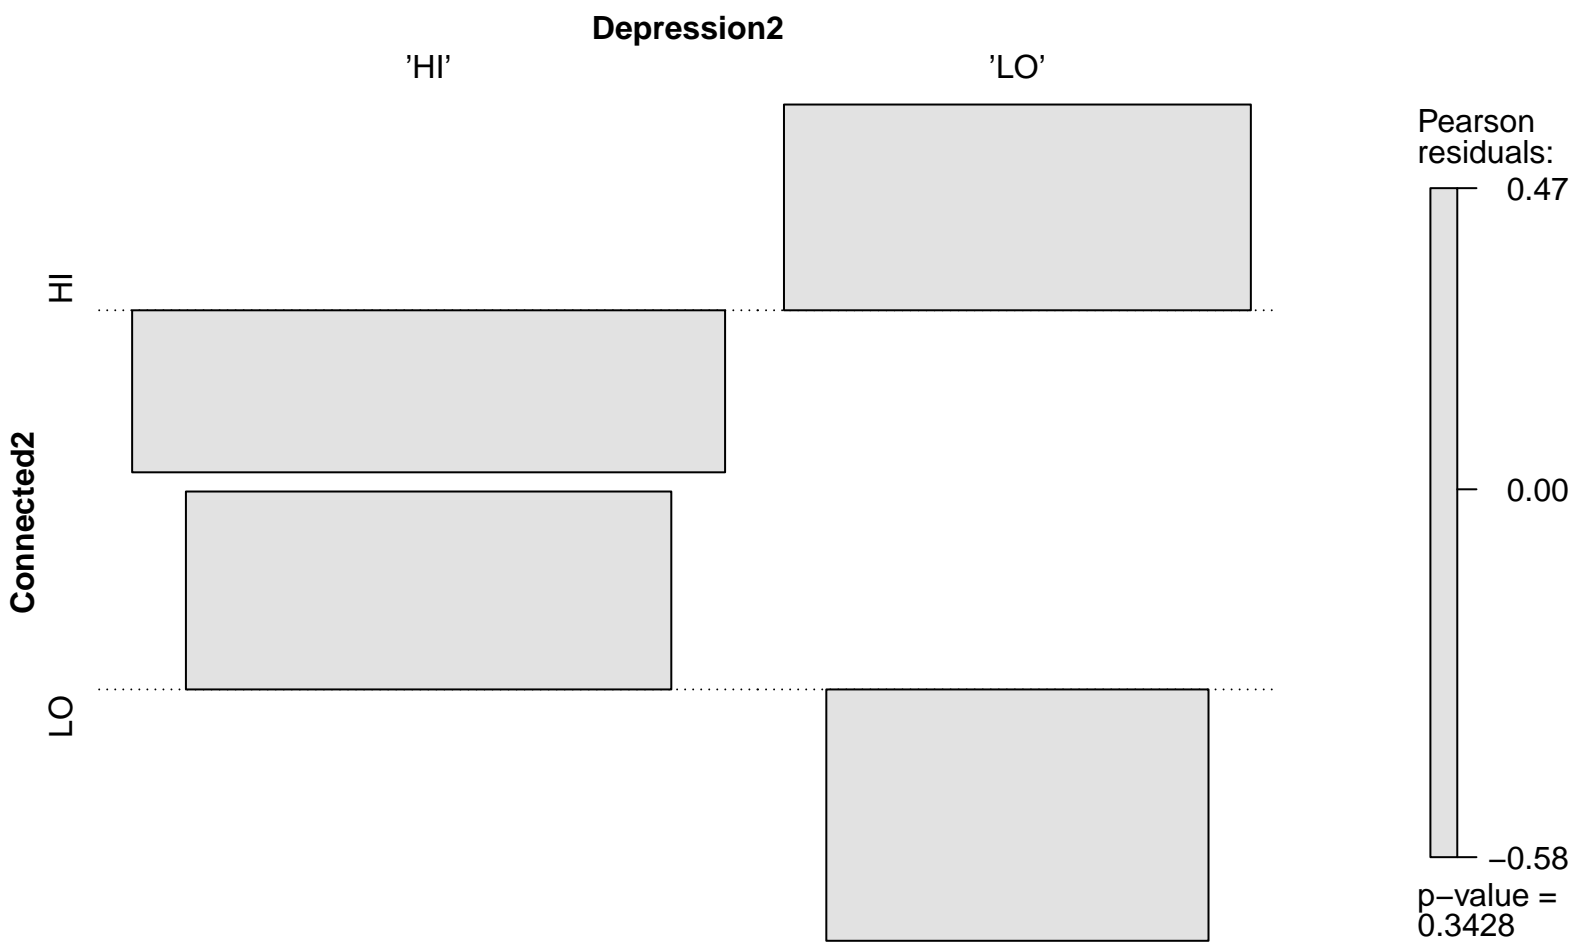 Depression2
’HI’ ’LO’
Pearson
residuals:
0.47
HI
Connected2
0.00
LO
−0.58
p−value =
0.3428